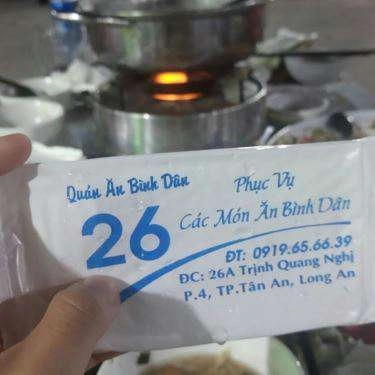 Quán Ăn Bình Dân
26
Phục Vụ
Các Món Ăn Bình Dân
ĐT: 0919.65.66.39
ĐC: 26A Trịnh Quang Nghị
P.4, TP.Tân An, Long An